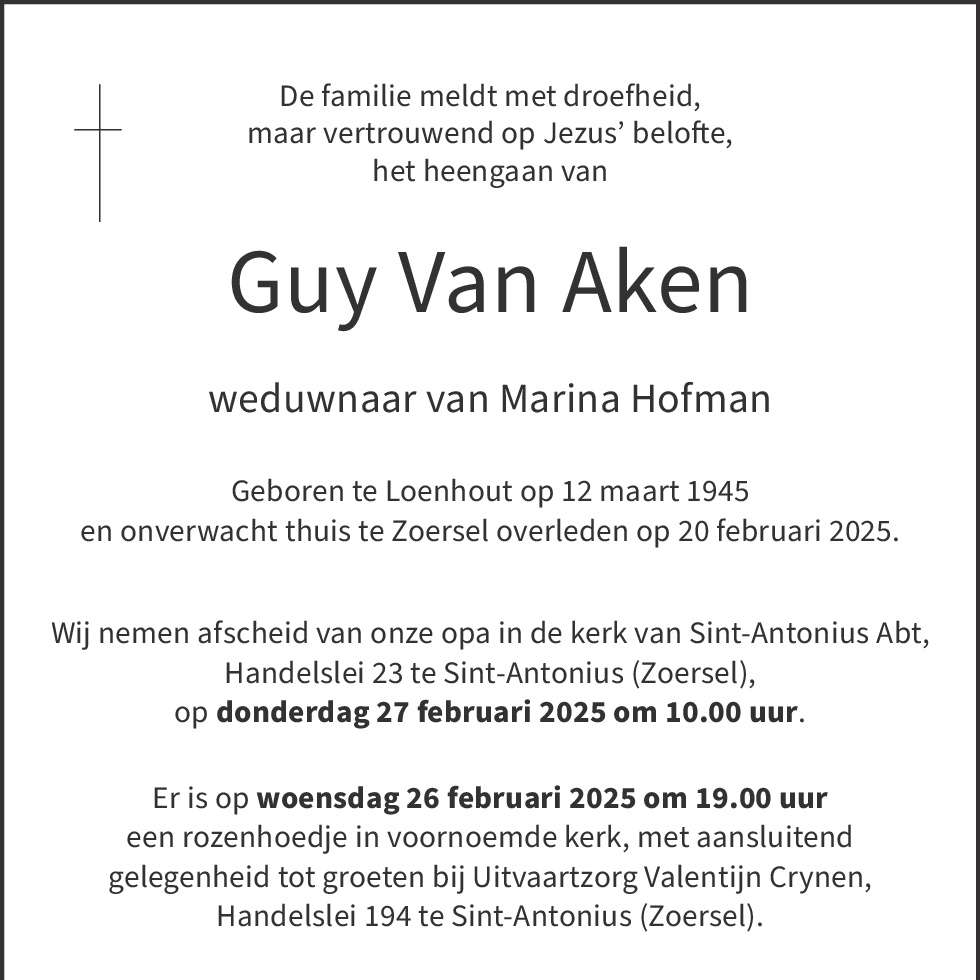 De familie meldt met droefheid,
maar vertrouwend op Jezus’ belofte,
het heengaan van
Guy Van Aken
weduwnaar van Marina Hofman
Geboren te Loenhout op 12 maart 1945
en onverwacht thuis te Zoersel overleden op 20 februari 2025.
Wij nemen afscheid van onze opa in de kerk van Sint-Antonius Abt,
Handelslei 23 te Sint-Antonius (Zoersel),
op donderdag 27 februari 2025 om 10.00 uur.
Er is op woensdag 26 februari 2025 om 19.00 uur
een rozenhoedje in voornoemde kerk, met aansluitend
gelegenheid tot groeten bij Uitvaartzorg Valentijn Crynen,
Handelslei 194 te Sint-Antonius (Zoersel).